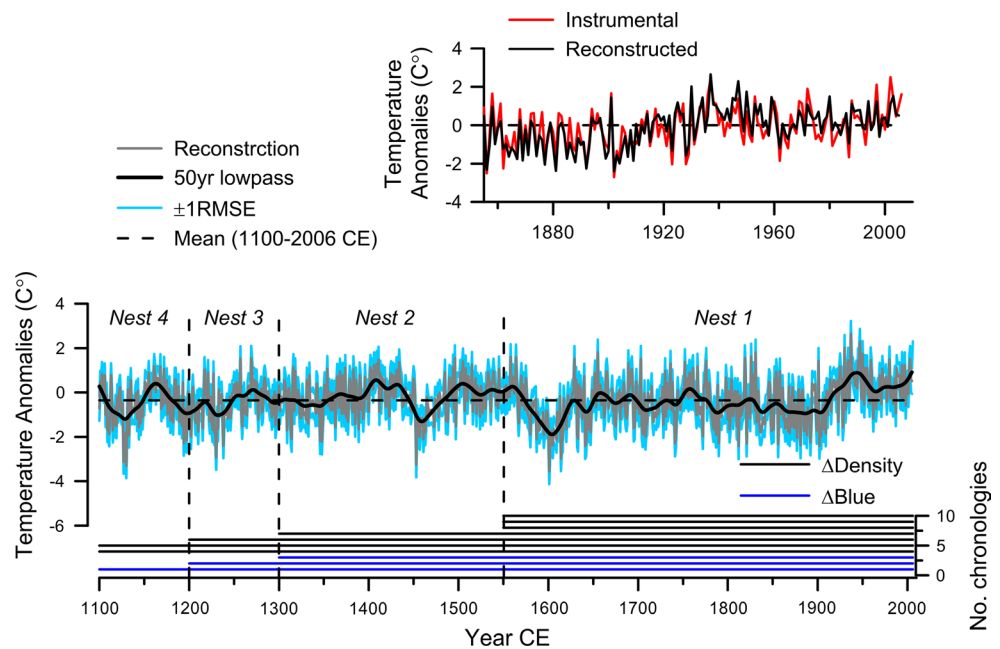 Instrumental
Reconstructed
Temperature
Anomalies (C°)
4
2
0
-2
-4
1880
1920
1960
2000
Reconstrction
50yr lowpass
±1RMSE
Mean (1100-2006 CE)
Temperature Anomalies (C°)
4
2
0
-2
-4
-6
Nest 4
Nest 3
Nest 2
Nest 1
ΔDensity
ΔBlue
10
5
0
No. chronologies
1100
1200
1300
1400
1500
1600
1700
1800
1900
2000
Year CE